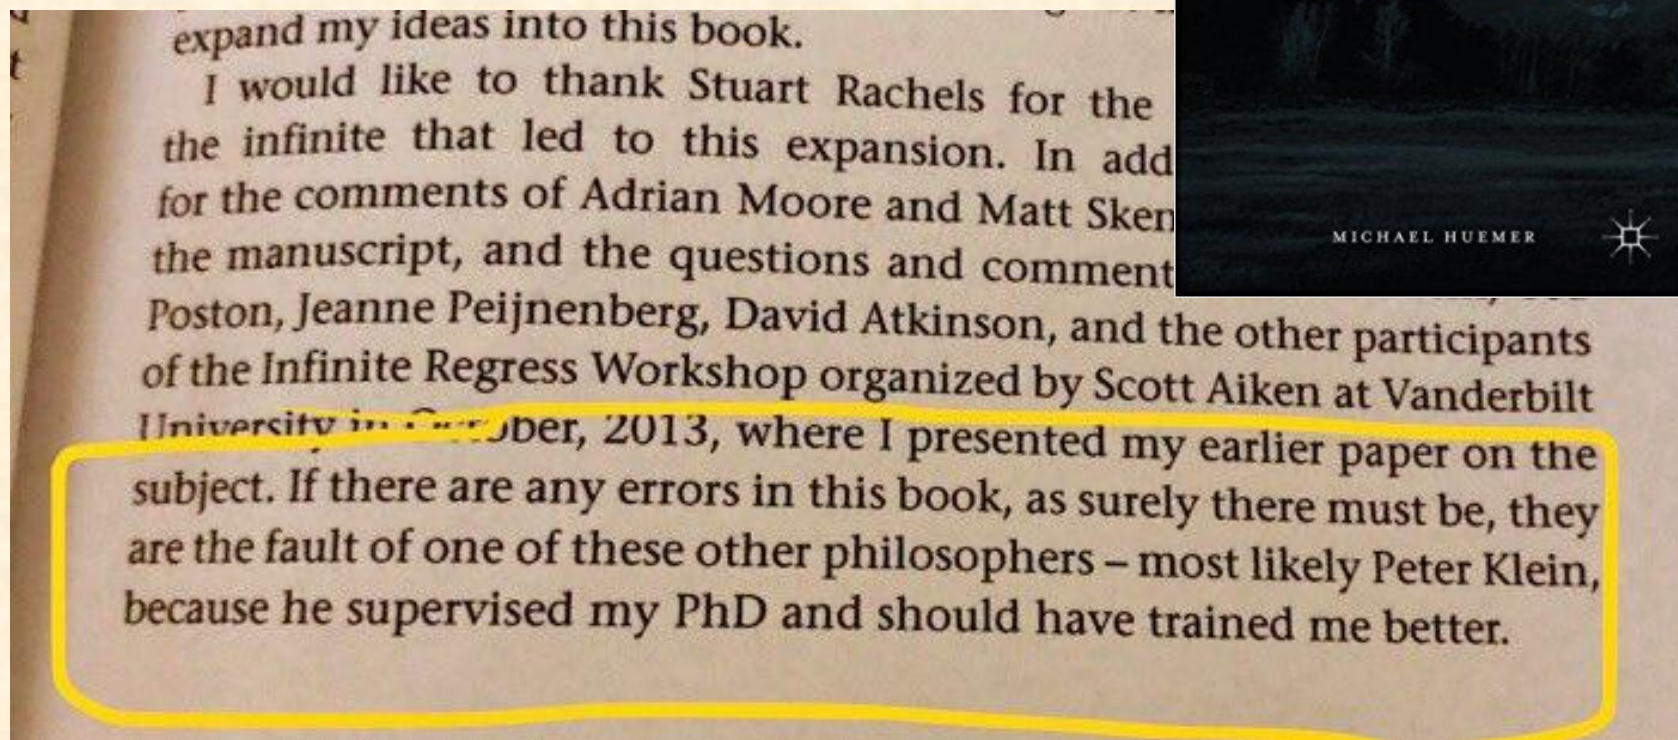 expand my ideas into this book.
I would like to thank Stuart Rachels for the
the infinite that led to this expansion. In add
for the comments of Adrian Moore and Matt Sken
the manuscript, and the questions and comment
Poston, Jeanne Peijnenberg, David Atkinson, and the other participants
of the Infinite Regress Workshop organized by Scott Aiken at Vanderbilt
University in October, 2013, where I presented my earlier paper on the
subject. If there are any errors in this book, as surely there must be, they
are the fault of one of these other philosophers – most likely Peter Klein,
because he supervised my PhD and should have trained me better.
MICHAEL HUEMER